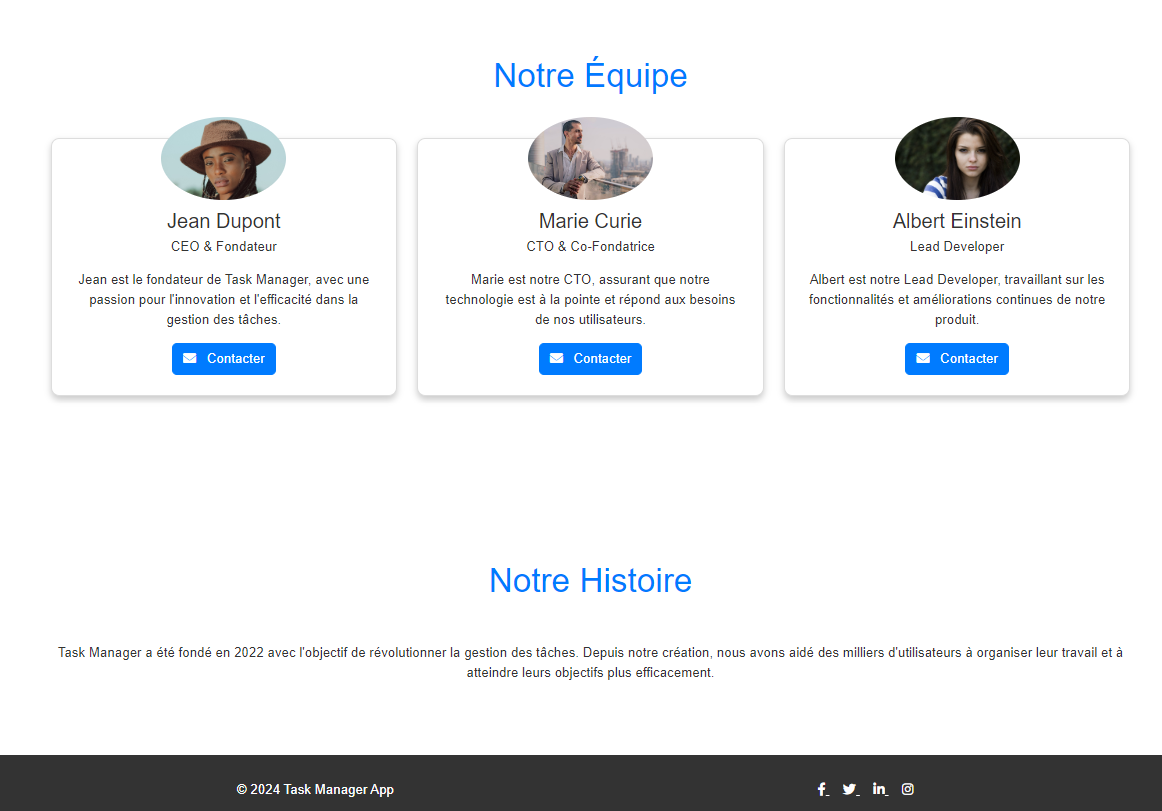 Notre Équipe
Jean Dupont
CEO & Fondateur
Jean est le fondateur de Task Manager, avec une
passion pour l'innovation et l'efficacité dans la
gestion des tâches.
Contacter
Marie Curie
CTO & Co-Fondatrice
Marie est notre CTO, assurant que notre
technologie est à la pointe et répond aux besoins
de nos utilisateurs.
Contacter
Albert Einstein
Lead Developer
Albert est notre Lead Developer, travaillant sur les
fonctionnalités et améliorations continues de notre
produit.
Contacter
Notre Histoire
Task Manager a été fondé en 2022 avec l'objectif de révolutionner la gestion des tâches. Depuis notre création, nous avons aidé des milliers d'utilisateurs à organiser leur travail et à
atteindre leurs objectifs plus efficacement.
© 2024 Task Manager App